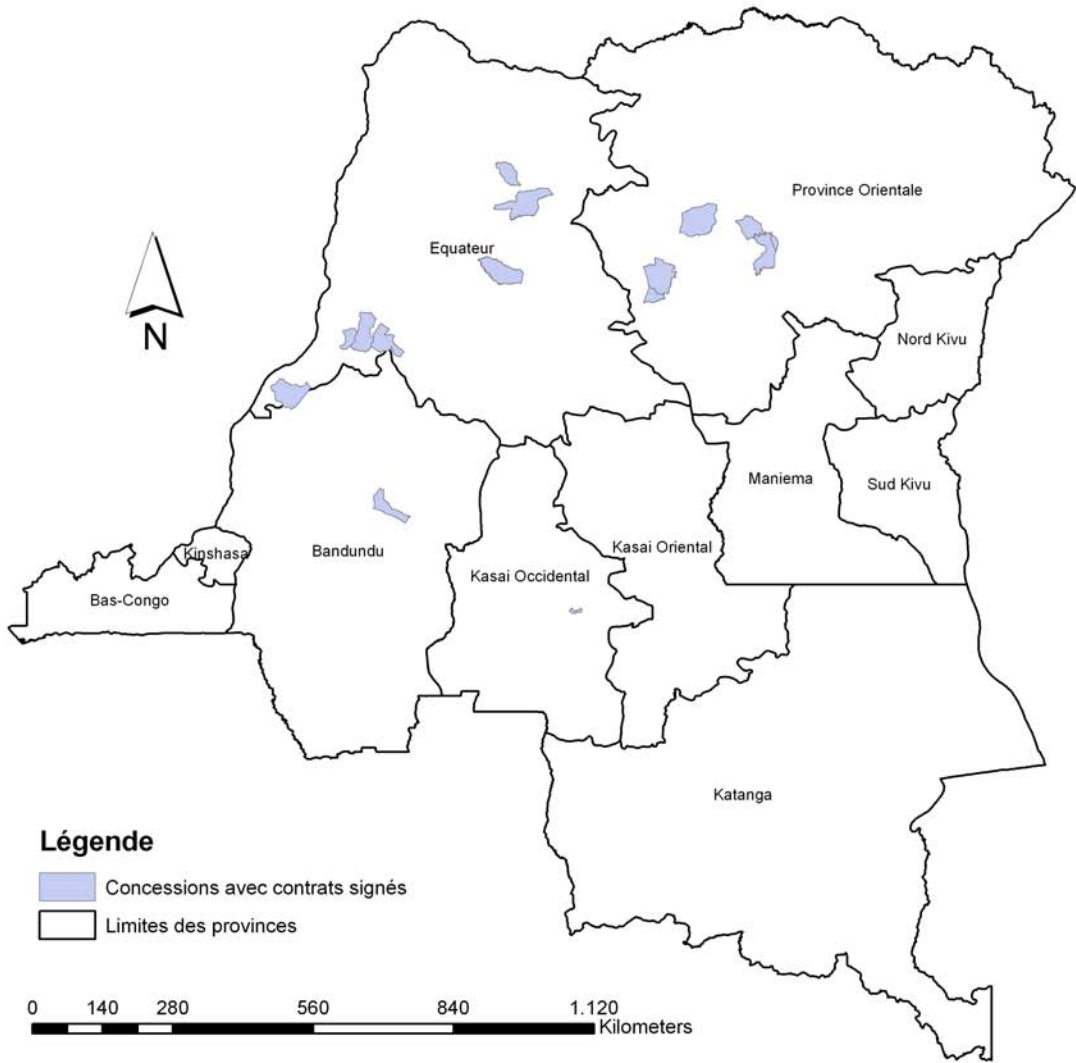 Province Orientale
Equateur
N
Nord Kivu
Maniema
Sud Kivu
Kinshasa
Bandundu
Kasai Oriental
Kasai Occidental
Bas-Congo
Katanga
Légende
Concessions avec contrats signés
Limites des provinces
0 140 280 560 840 1.120
Kilometers